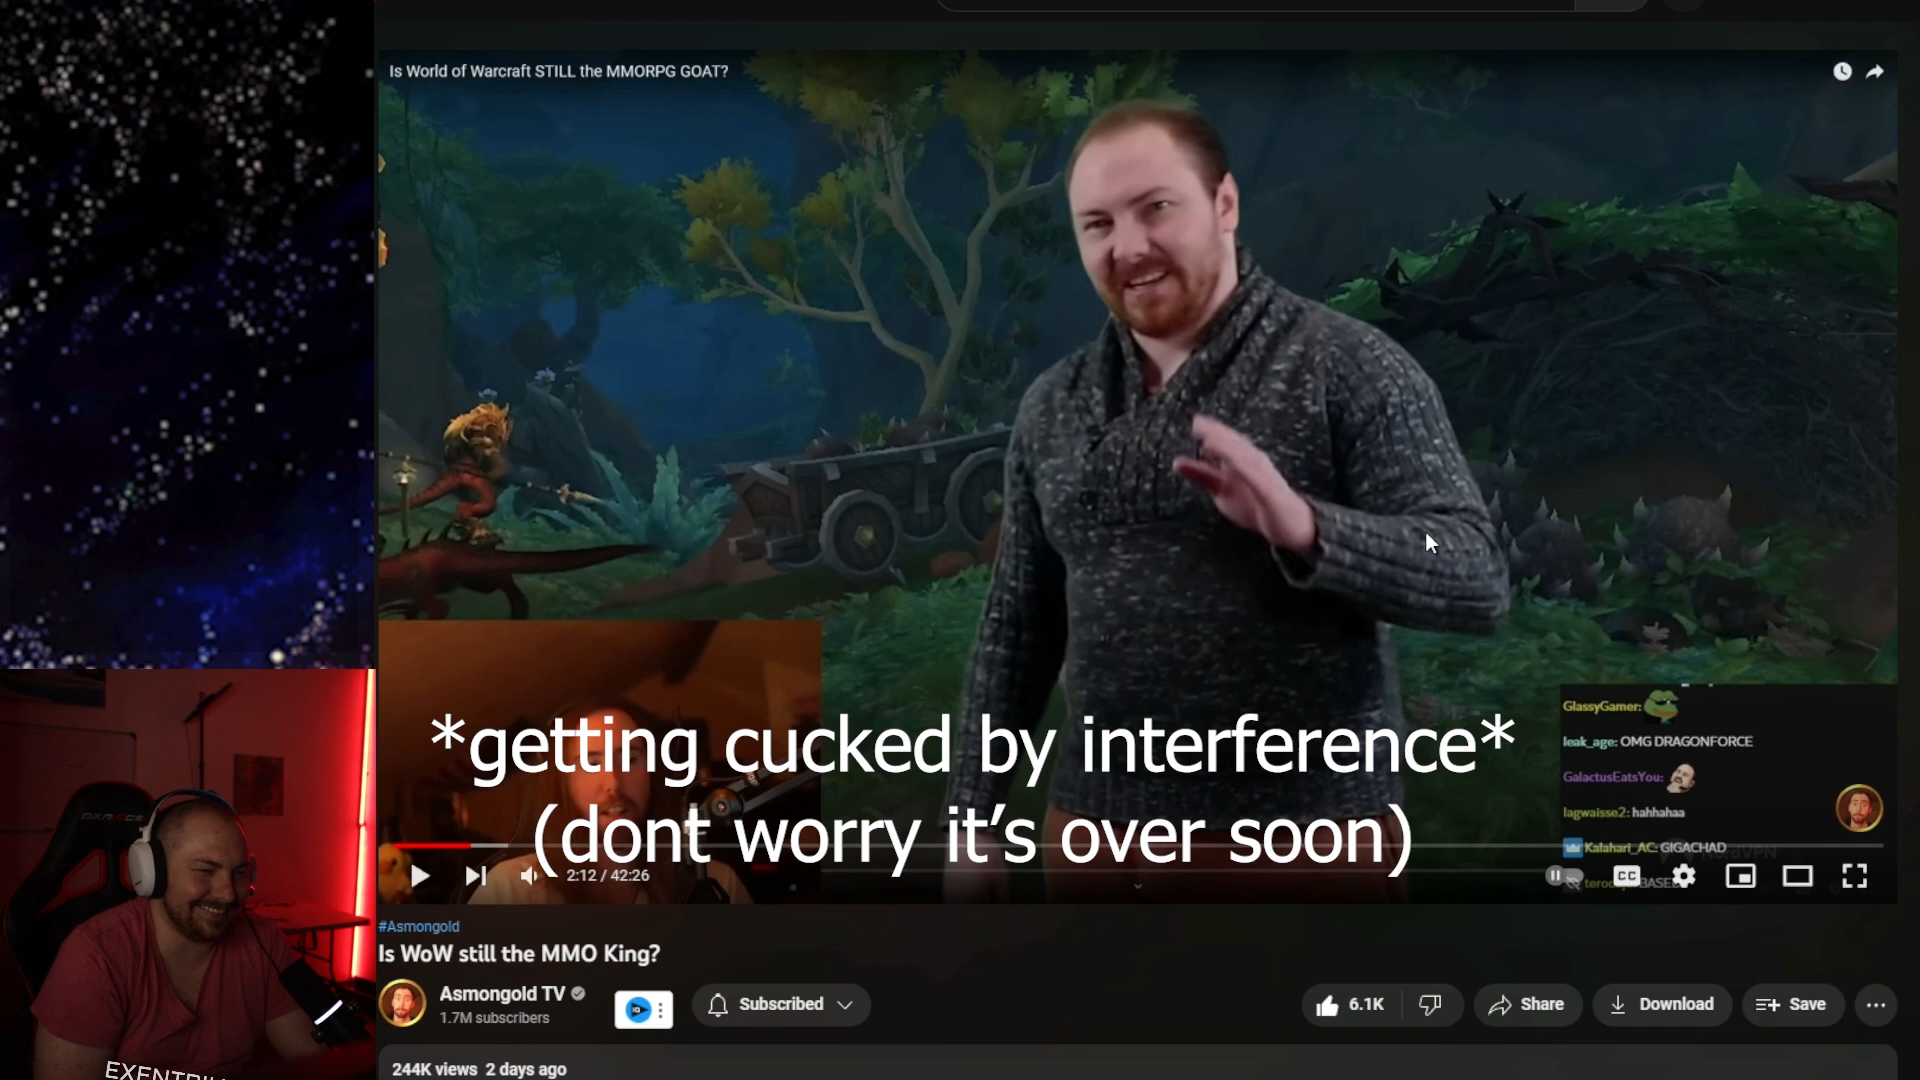 Is World of Warcraft STILL the MMORPG GOAT?
GlassyGamer:
leak_age: OMG DRAGONFORCE
GalactusEatsYou:
lagwaisse2: hahhahaa
Kalahari_AC: GIGACHAD
*getting cucked by interference*
(dont worry it's over soon)
2:12 / 42:26
CC
#Asmongold
Is WoW still the MMO King?
Asmongold TV
1.7M subscribers
Subscribed
6.1K
Share
Download
Save
244K views 2 days ago